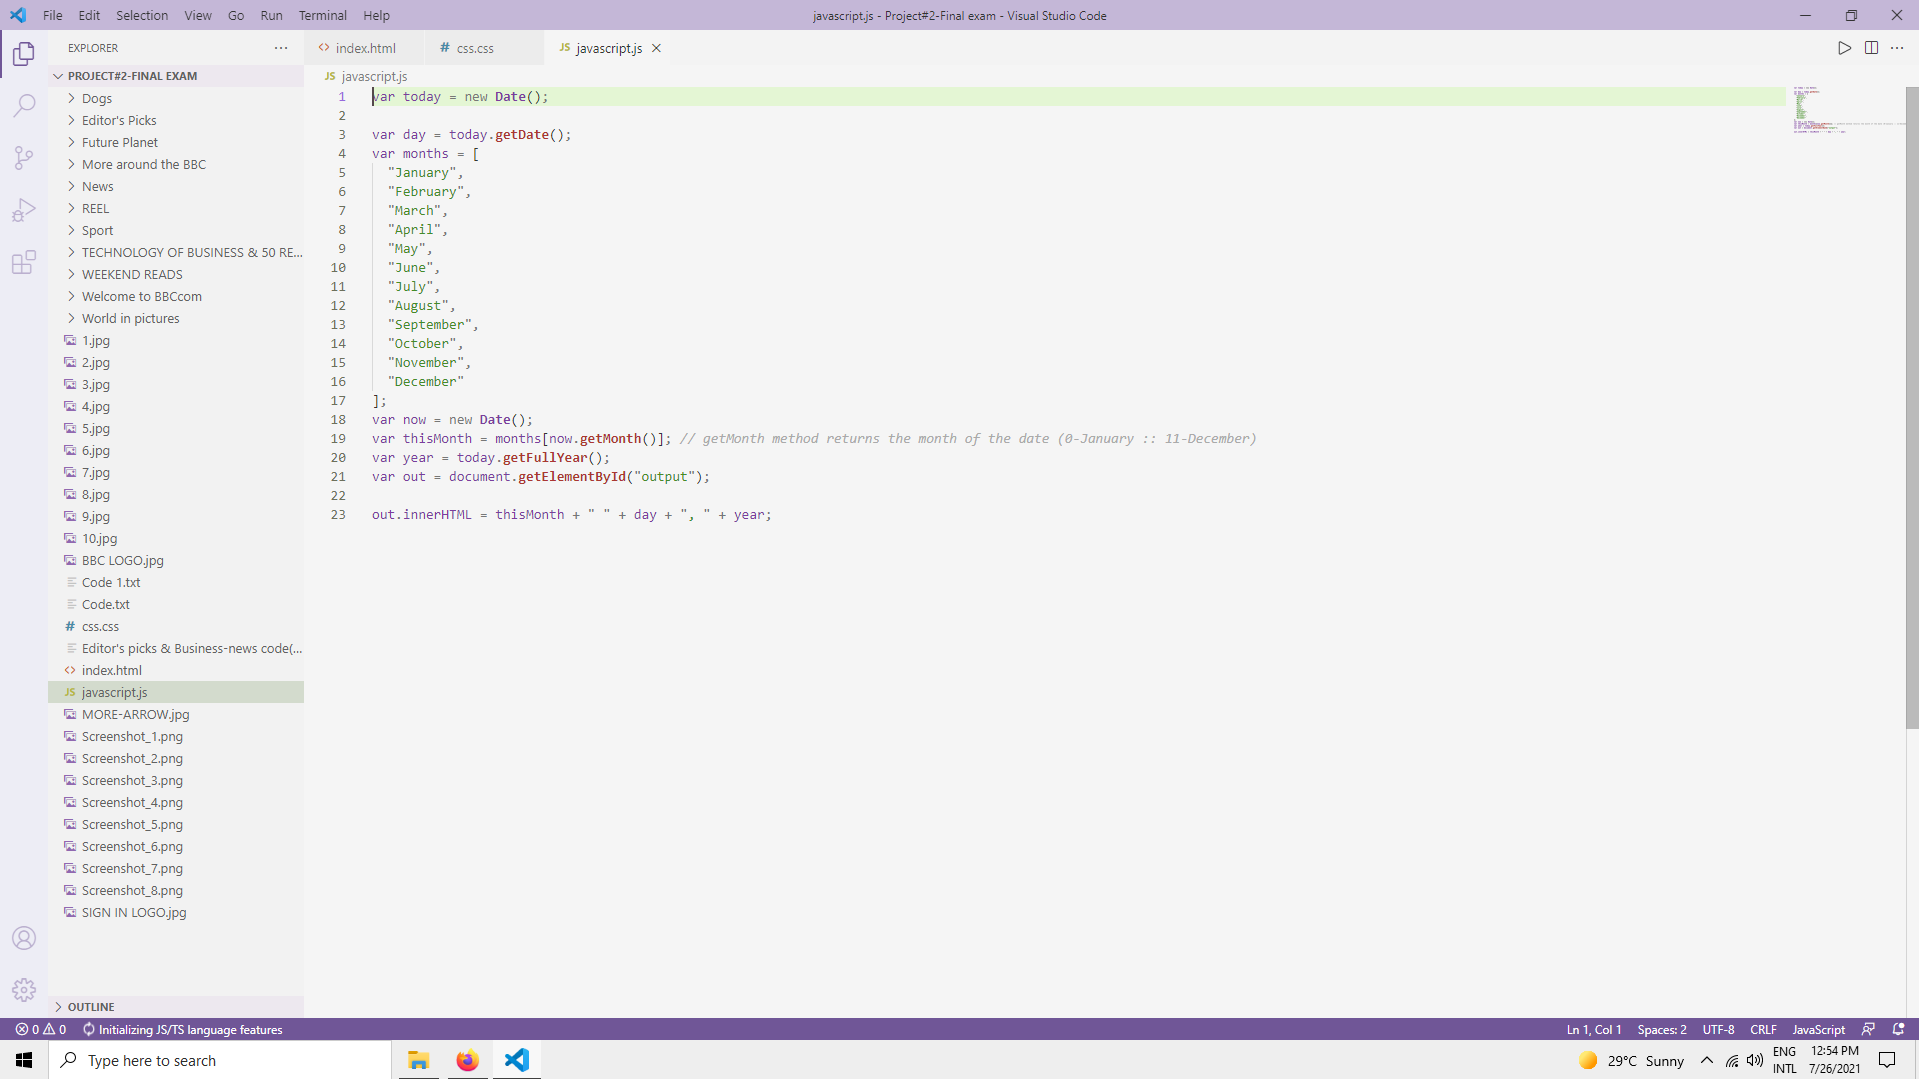 File Edit Selection View Go Run Terminal Help
javascript.js - Project#2-Final exam - Visual Studio Code
EXPLORER
PROJECT#2-FINAL EXAM
Dogs
Editor's Picks
Future Planet
More around the BBC
News
REEL
Sport
TECHNOLOGY OF BUSINESS & 50 RE...
WEEKEND READS
Welcome to BBCcom
World in pictures
1.jpg
2.jpg
3.jpg
4.jpg
5.jpg
6.jpg
7.jpg
8.jpg
9.jpg
10.jpg
BBC LOGO.jpg
Code 1.txt
Code.txt
# css.css
Editor's picks & Business-news code(...
<> index.html
JS javascript.js
MORE-ARROW.jpg
Screenshot_1.png
Screenshot_2.png
Screenshot_3.png
Screenshot_4.png
Screenshot_5.png
Screenshot_6.png
Screenshot_7.png
Screenshot_8.png
SIGN IN LOGO.jpg
OUTLINE
<> index.html # css.css JS javascript.js
JS javascript.js
1 var today = new Date();
2
3 var day = today.getDate();
4 var months = [
5 "January",
6 "February",
7 "March",
8 "April",
9 "May",
10 "June",
11 "July",
12 "August",
13 "September",
14 "October",
15 "November",
16 "December"
17 ];
18 var now = new Date();
19 var thisMonth = months[now.getMonth()]; // getMonth method returns the month of the date (0-January :: 11-December)
20 var year = today.getFullYear();
21 var out = document.getElementById("output");
22
23 out.innerHTML = thisMonth + " " + day + ", " + year;
0 0 Initializing JS/TS language features
Ln 1, Col 1 Spaces: 2 UTF-8 CRLF JavaScript
Type here to search
29°C Sunny
ENG
INTL
12:54 PM
7/26/2021